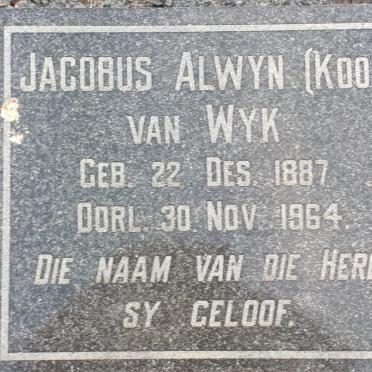 JACOBUS ALWYN (KOO
VAN WYK
GEB. 22 DES. 1887
OORL. 30 NOV. 1964.
DIE NAAM VAN DIE HERE
SY GELOOF.